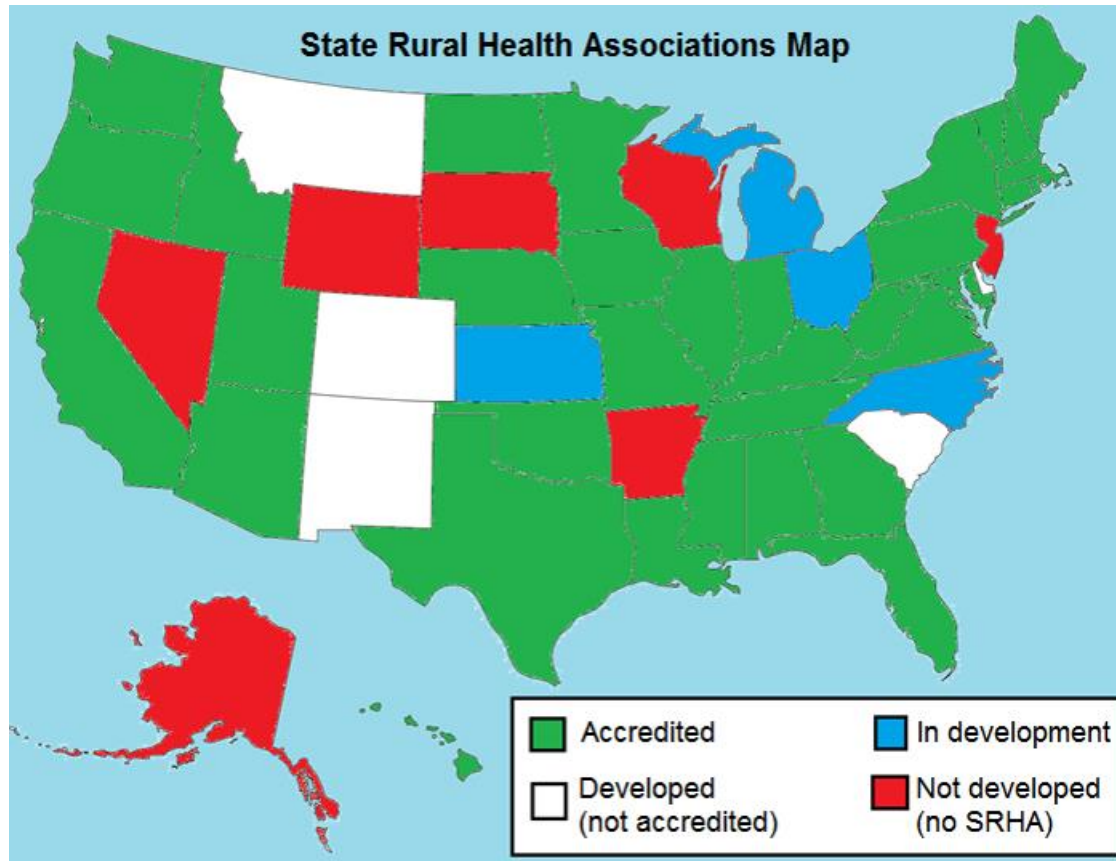 State Rural Health Associations Map
Accredited
In development
Developed
(not accredited)
Not developed
(no SRHA)